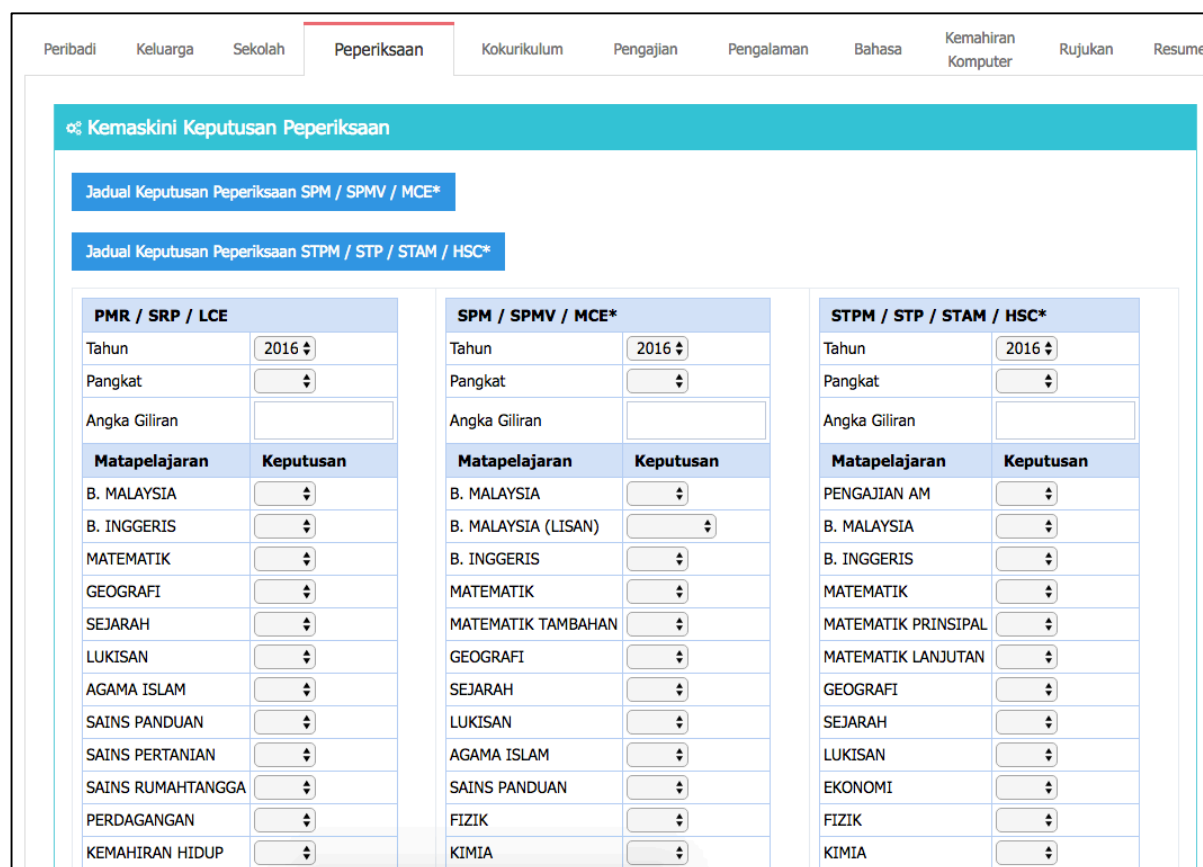 Peribadi Keluarga Sekolah Peperiksaan Kokurikulum Pengajian Pengalaman Bahasa Kemahiran Komputer Rujukan Resume
Kemaskini Keputusan Peperiksaan
Jadual Keputusan Peperiksaan SPM / SPMV / MCE*
Jadual Keputusan Peperiksaan STPM / STP / STAM / HSC*
PMR / SRP / LCE
Tahun 2016
Pangkat
Angka Giliran
Matapelajaran Keputusan
B. MALAYSIA
B. INGGERIS
MATEMATIK
GEOGRAFI
SEJARAH
LUKISAN
AGAMA ISLAM
SAINS PANDUAN
SAINS PERTANIAN
SAINS RUMAHTANGGA
PERDAGANGAN
KEMAHIRAN HIDUP
SPM / SPMV / MCE*
Tahun 2016
Pangkat
Angka Giliran
Matapelajaran Keputusan
B. MALAYSIA
B. MALAYSIA (LISAN)
B. INGGERIS
MATEMATIK
MATEMATIK TAMBAHAN
GEOGRAFI
SEJARAH
LUKISAN
AGAMA ISLAM
SAINS PANDUAN
FIZIK
KIMIA
STPM / STP / STAM / HSC*
Tahun 2016
Pangkat
Angka Giliran
Matapelajaran Keputusan
PENGAJIAN AM
B. MALAYSIA
B. INGGERIS
MATEMATIK
MATEMATIK PRINSIPAL
MATEMATIK LANJUTAN
GEOGRAFI
SEJARAH
LUKISAN
EKONOMI
FIZIK
KIMIA